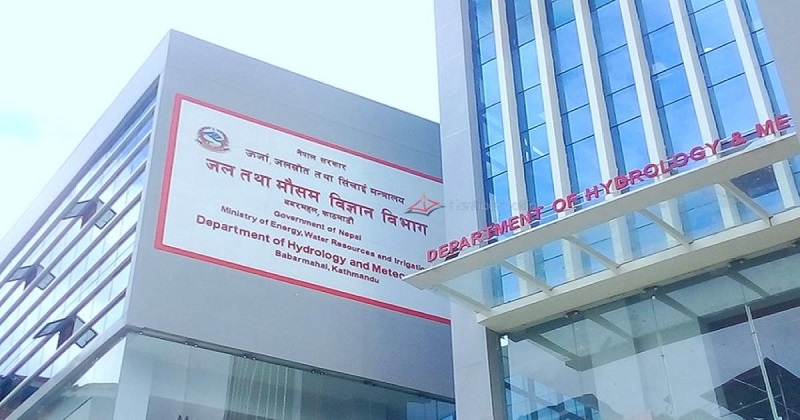 नेपाल सरकार
ऊर्जा, जलस्रोत तथा सिंचाई मन्त्रालय
जल तथा मौसम विज्ञान विभाग
बबरमहल, काठमाडौं
Government of Nepal
Ministry of Energy, Water Resources and Irrigati
Department of Hydrology and Meteo
Babarmahal, Kathmandu
DEPARTMENT OF HYDROLOGY & ME